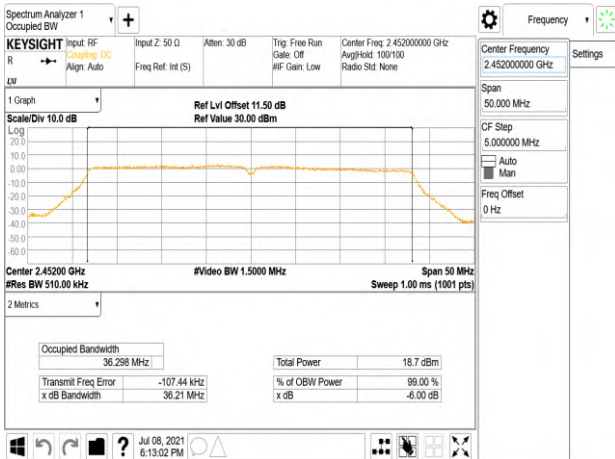 Spectrum Analyzer 1
Occupied BW
+
Frequency
KEYSIGHT
R
LXI
Input: RF
Coupling: DC
Align: Auto
Input Z: 50 Ω
Freq Ref: Int (S)
Atten: 30 dB
Trig: Free Run
Gate: Off
#IF Gain: Low
Center Freq: 2.452000000 GHz
Avg|Hold: 100/100
Radio Std: None
Center Frequency
2.452000000 GHz
Settings
Span
50.000 MHz
CF Step
5.000000 MHz
Auto
Man
Freq Offset
0 Hz
1 Graph
Scale/Div 10.0 dB
Ref Lvl Offset 11.50 dB
Ref Value 30.00 dBm
Log
20.0
10.0
0.00
-10.0
-20.0
-30.0
-40.0
-50.0
-60.0
Center 2.45200 GHz
#Video BW 1.5000 MHz
Span 50 MHz
#Res BW 510.00 kHz
Sweep 1.00 ms (1001 pts)
2 Metrics
Occupied Bandwidth
36.298 MHz
Total Power 18.7 dBm
Transmit Freq Error -107.44 kHz
% of OBW Power 99.00 %
x dB Bandwidth 36.21 MHz
x dB -6.00 dB
?
Jul 08, 2021
6:13:02 PM